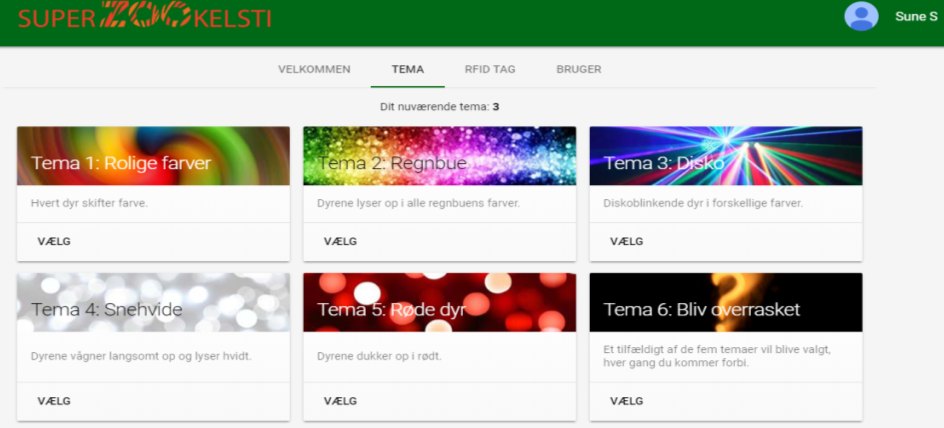 SUPER ZOO KELSTI
Sune S
VELKOMMEN TEMA RFID TAG BRUGER
Dit nuværende tema: 3
Tema 1: Rolige farver
Hvert dyr skifter farve.
VÆLG
Tema 2: Regnbue
Dyrene lyser op i alle regnbuens farver.
VÆLG
Tema 3: Disko
Diskoblinkende dyr i forskellige farver.
VÆLG
Tema 4: Snehvide
Dyrene vågner langsomt op og lyser hvidt.
VÆLG
Tema 5: Røde dyr
Dyrene dukker op i rødt.
VÆLG
Tema 6: Bliv overrasket
Et tilfældigt af de fem temaer vil blive valgt,
hver gang du kommer forbi.
VÆLG